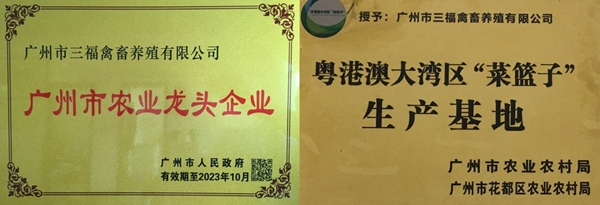 广州市三福禽畜养殖有限公司
广州市农业龙头企业
广州市人民政府
有效期至2023年10月
授予：广州市三福禽畜养殖有限公司
粤港澳大湾区“菜篮子”
生产基地
广州市农业农村局
广州市花都区农业农村局